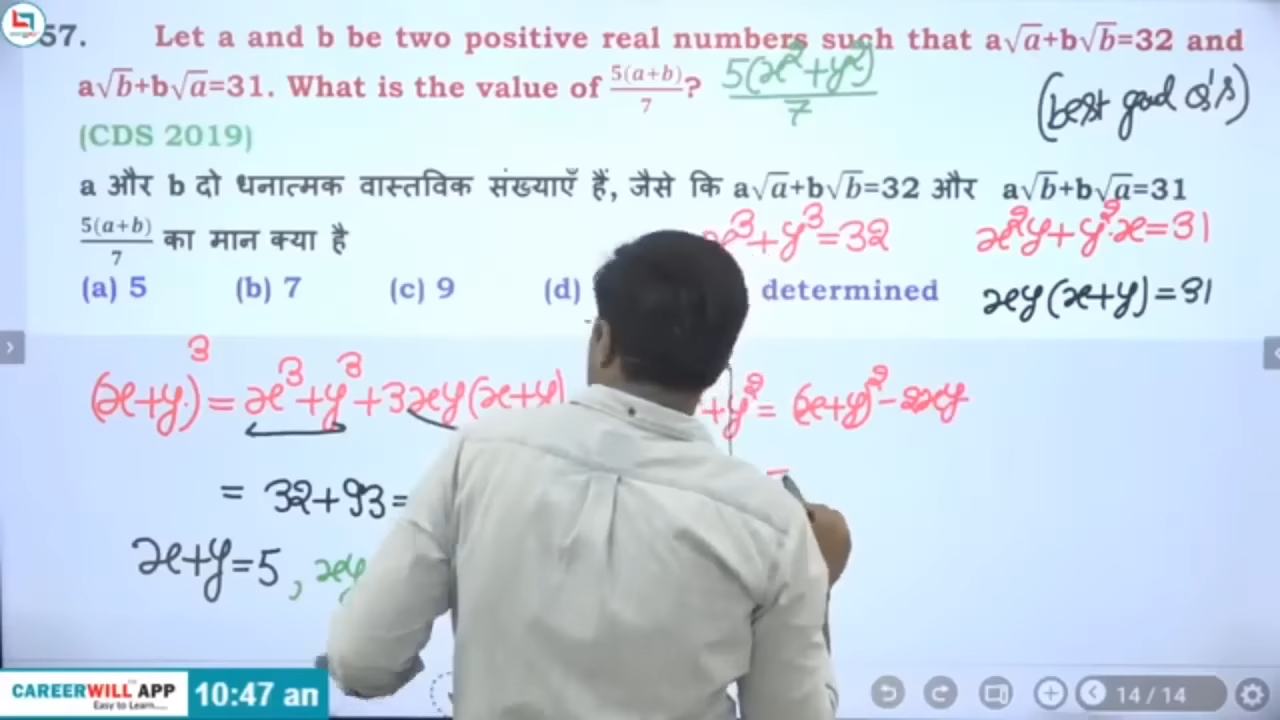 57. Let a and b be two positive real numbers such that a√a+b√b=32 and
a√b+b√a=31. What is the value of 5(a+b)/7? 5(x²+y²)/7
(best good Q's)
(CDS 2019)
a और b दो धनात्मक वास्तविक संख्याएँ हैं, जैसे कि a√a+b√b=32 और a√b+b√a=31
5(a+b)/7 का मान क्या है
x³+y³=32 x²y+y²x=31
(a) 5 (b) 7 (c) 9 (d) determined
xy(x+y)=31
(x+y)³=x³+y³+3xy(x+y) +y²=(x+y)²-2xy
= 32+93=
x+y=5, xy
CAREERWILL APP
Easy to Learn.....
10:47 an
14 / 14